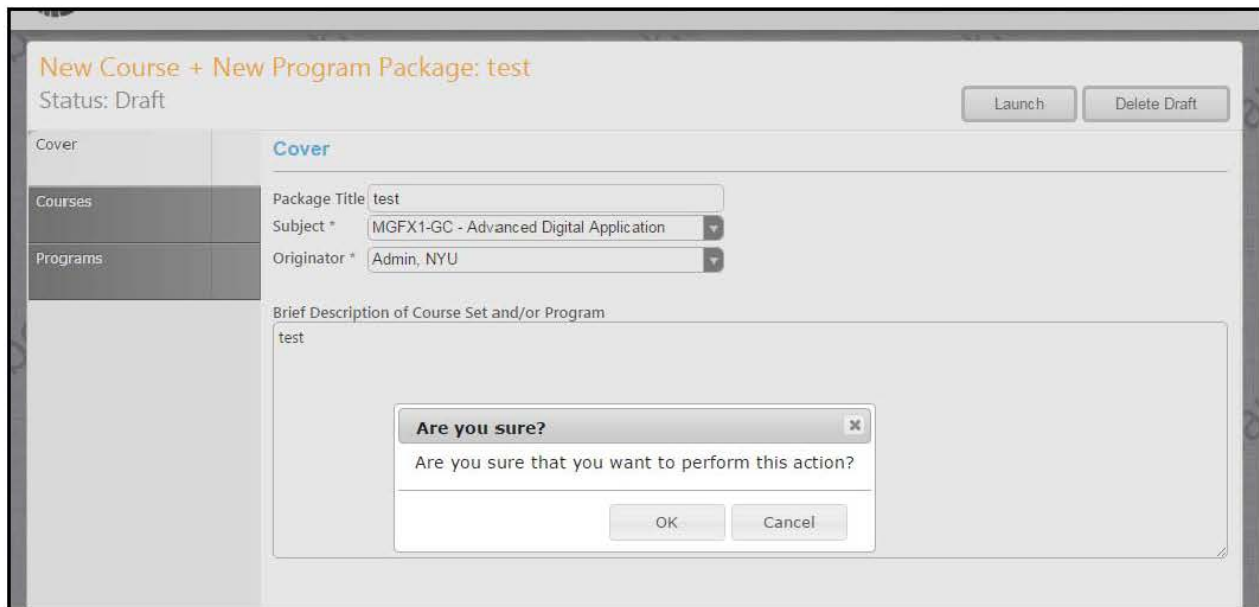 New Course + New Program Package: test
Status: Draft
Launch
Delete Draft
Cover
Courses
Programs
Cover
Package Title test
Subject * MGFX1-GC - Advanced Digital Application
Originator * Admin, NYU
Brief Description of Course Set and/or Program
test
Are you sure?
Are you sure that you want to perform this action?
OK
Cancel